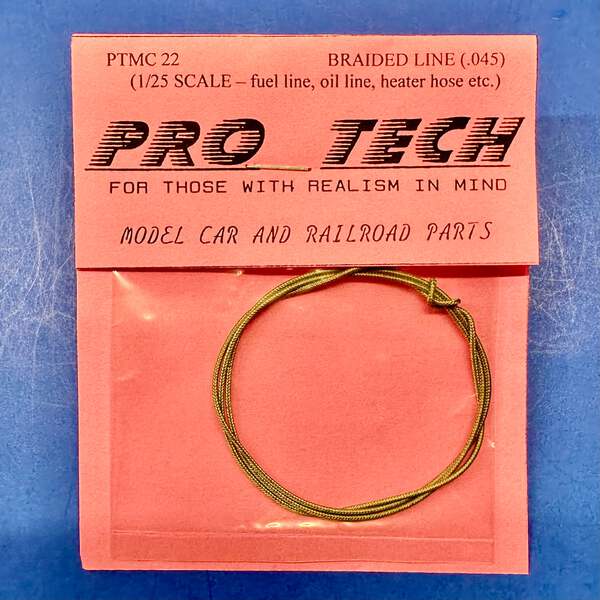 PTMC 22 BRAIDED LINE (.045)
(1/25 SCALE – fuel line, oil line, heater hose etc.)
PRO TECH
FOR THOSE WITH REALISM IN MIND
MODEL CAR AND RAILROAD PARTS